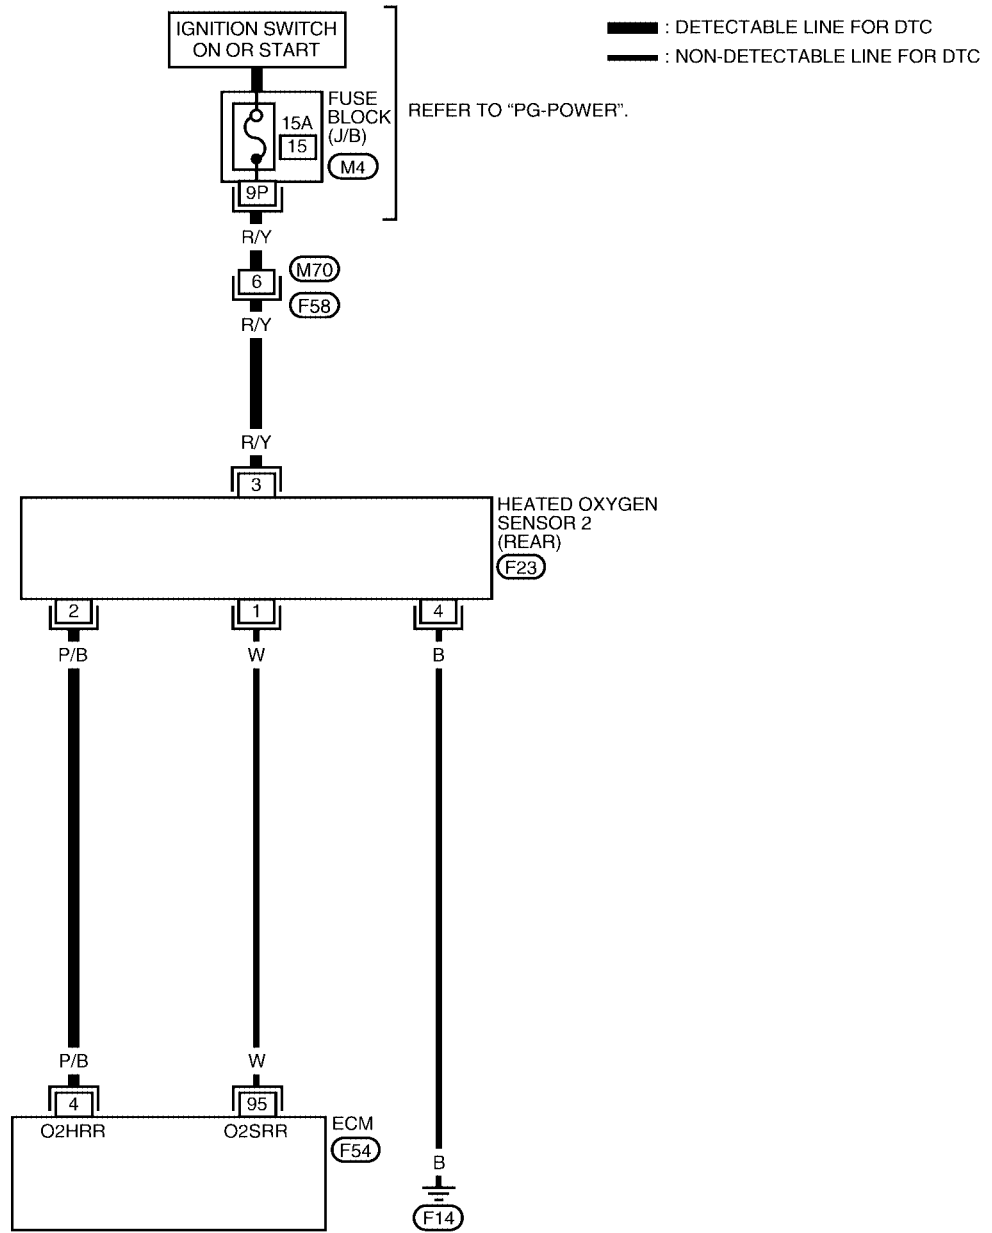 IGNITION SWITCH
ON OR START
: DETECTABLE LINE FOR DTC
: NON-DETECTABLE LINE FOR DTC
FUSE
BLOCK
(J/B)
15A
15
M4
REFER TO “PG-POWER”.
9P
R/Y
6
M70
F58
R/Y
R/Y
3
HEATED OXYGEN
SENSOR 2
(REAR)
F23
2
1
4
P/B
W
B
P/B
W
4
95
O2HRR
O2SRR
ECM
F54
B
F14